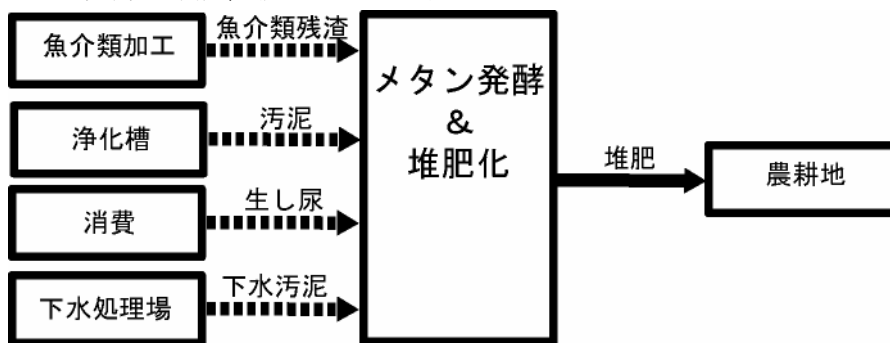 魚介類加工
魚介類残渣
浄化槽
汚泥
消費
生し尿
下水処理場
下水汚泥
メタン発酵
&
堆肥化
堆肥
農耕地